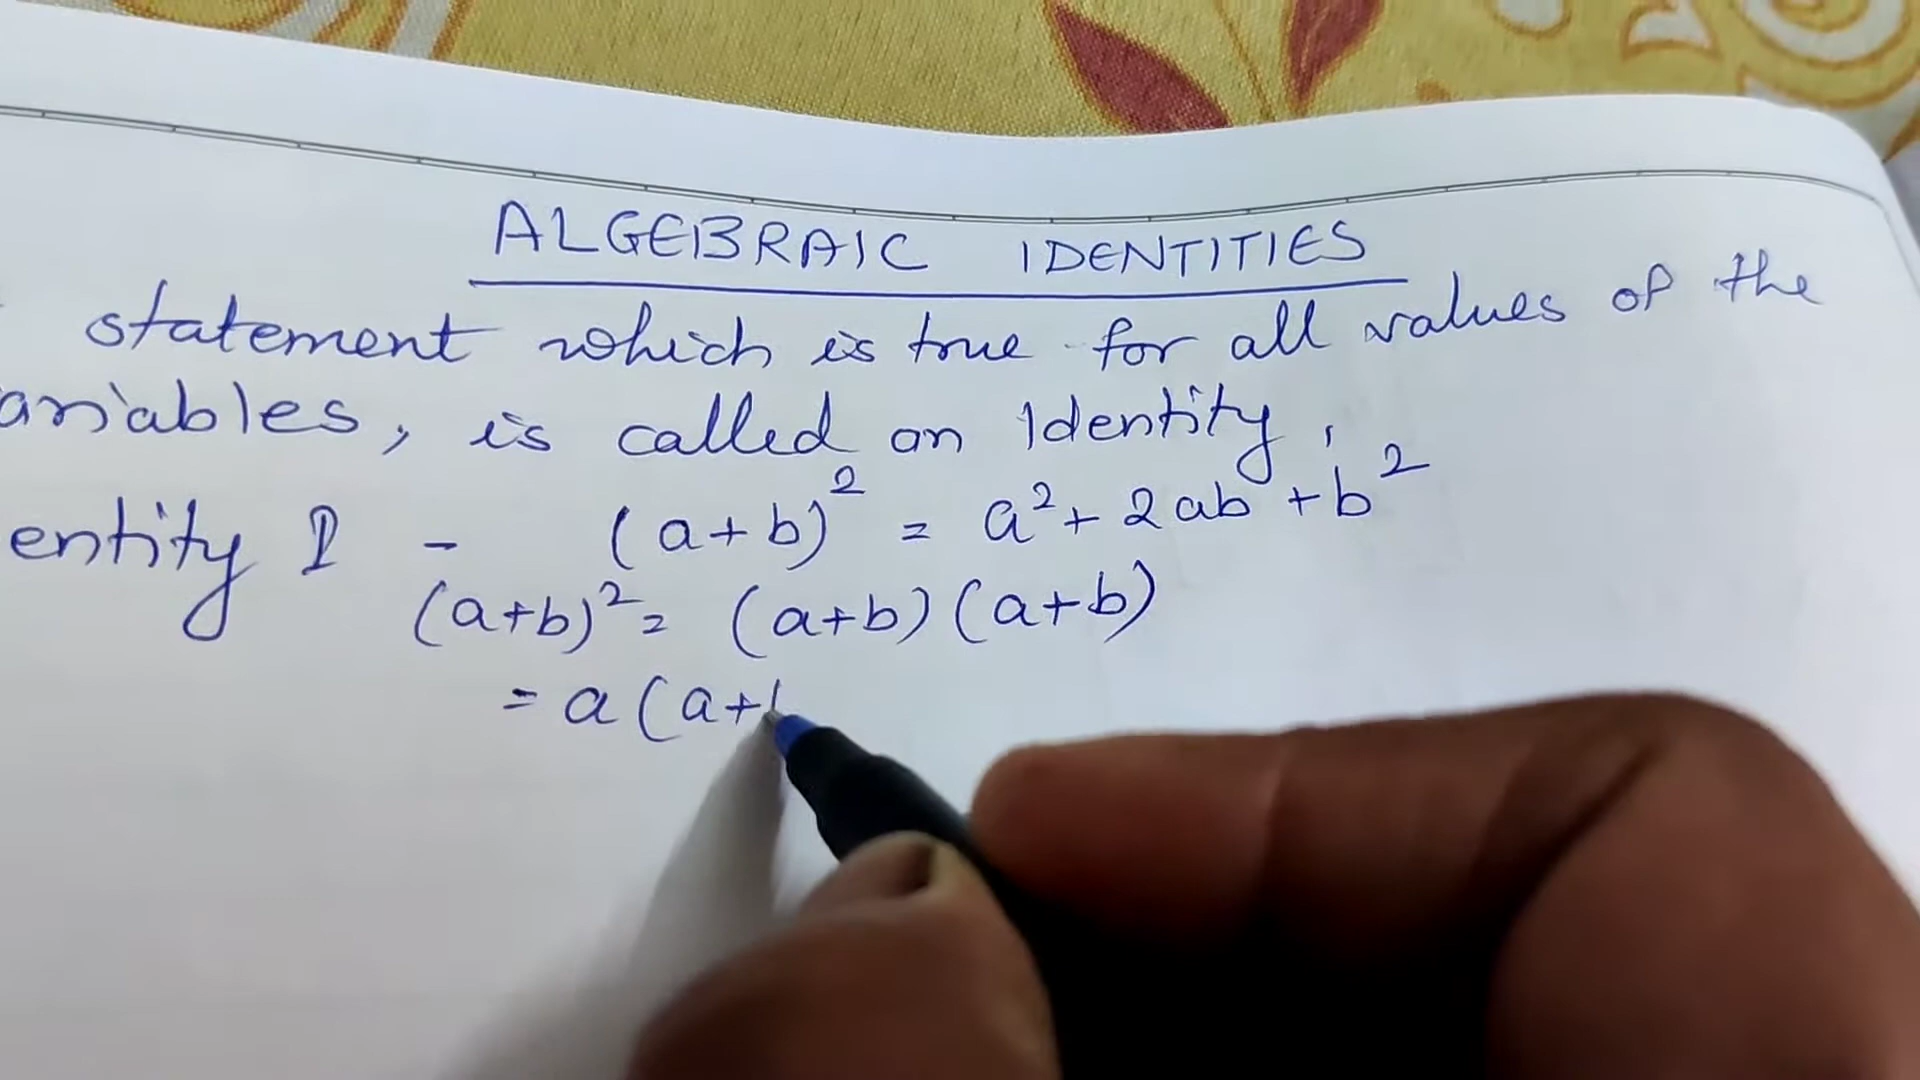 ALGEBRAIC IDENTITIES
statement which is true for all values of the
ariables, is called an Identity.
entity I - (a+b)² = a²+2ab+b²
(a+b)² = (a+b)(a+b)
= a(a+